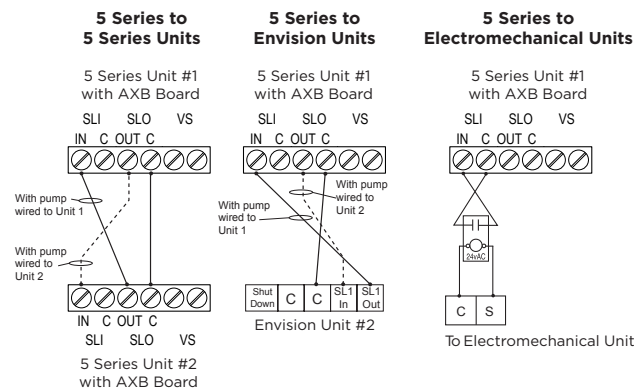 5 Series to
5 Series Units
5 Series Unit #1
with AXB Board
SLI SLO VS
IN C OUT C
With pump
wired to Unit 1
With pump
wired to
Unit 2
IN C OUT C
SLI SLO VS
5 Series Unit #2
with AXB Board
5 Series to
Envision Units
5 Series Unit #1
with AXB Board
SLI SLO VS
IN C OUT C
With pump
wired to
Unit 2
With pump
wired to
Unit 1
Shut
Down
C
C
SL1
In
SL1
Out
Envision Unit #2
5 Series to
Electromechanical Units
5 Series Unit #1
with AXB Board
SLI SLO VS
IN C OUT C
24vAC
C S
To Electromechanical Unit